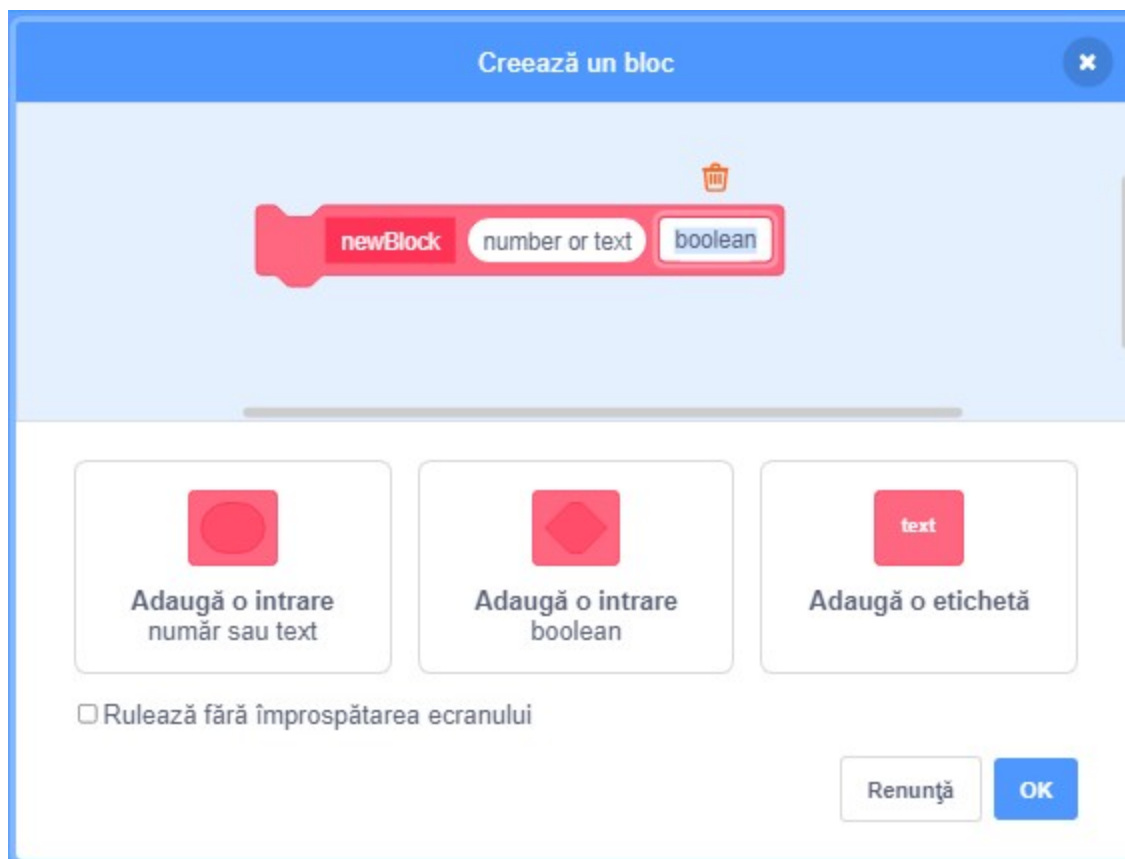 Creează un bloc
newBlock number or text boolean
text
Adaugă o intrare
număr sau text
Adaugă o intrare
boolean
Adaugă o etichetă
Rulează fără împrospătarea ecranului
Renunţă OK